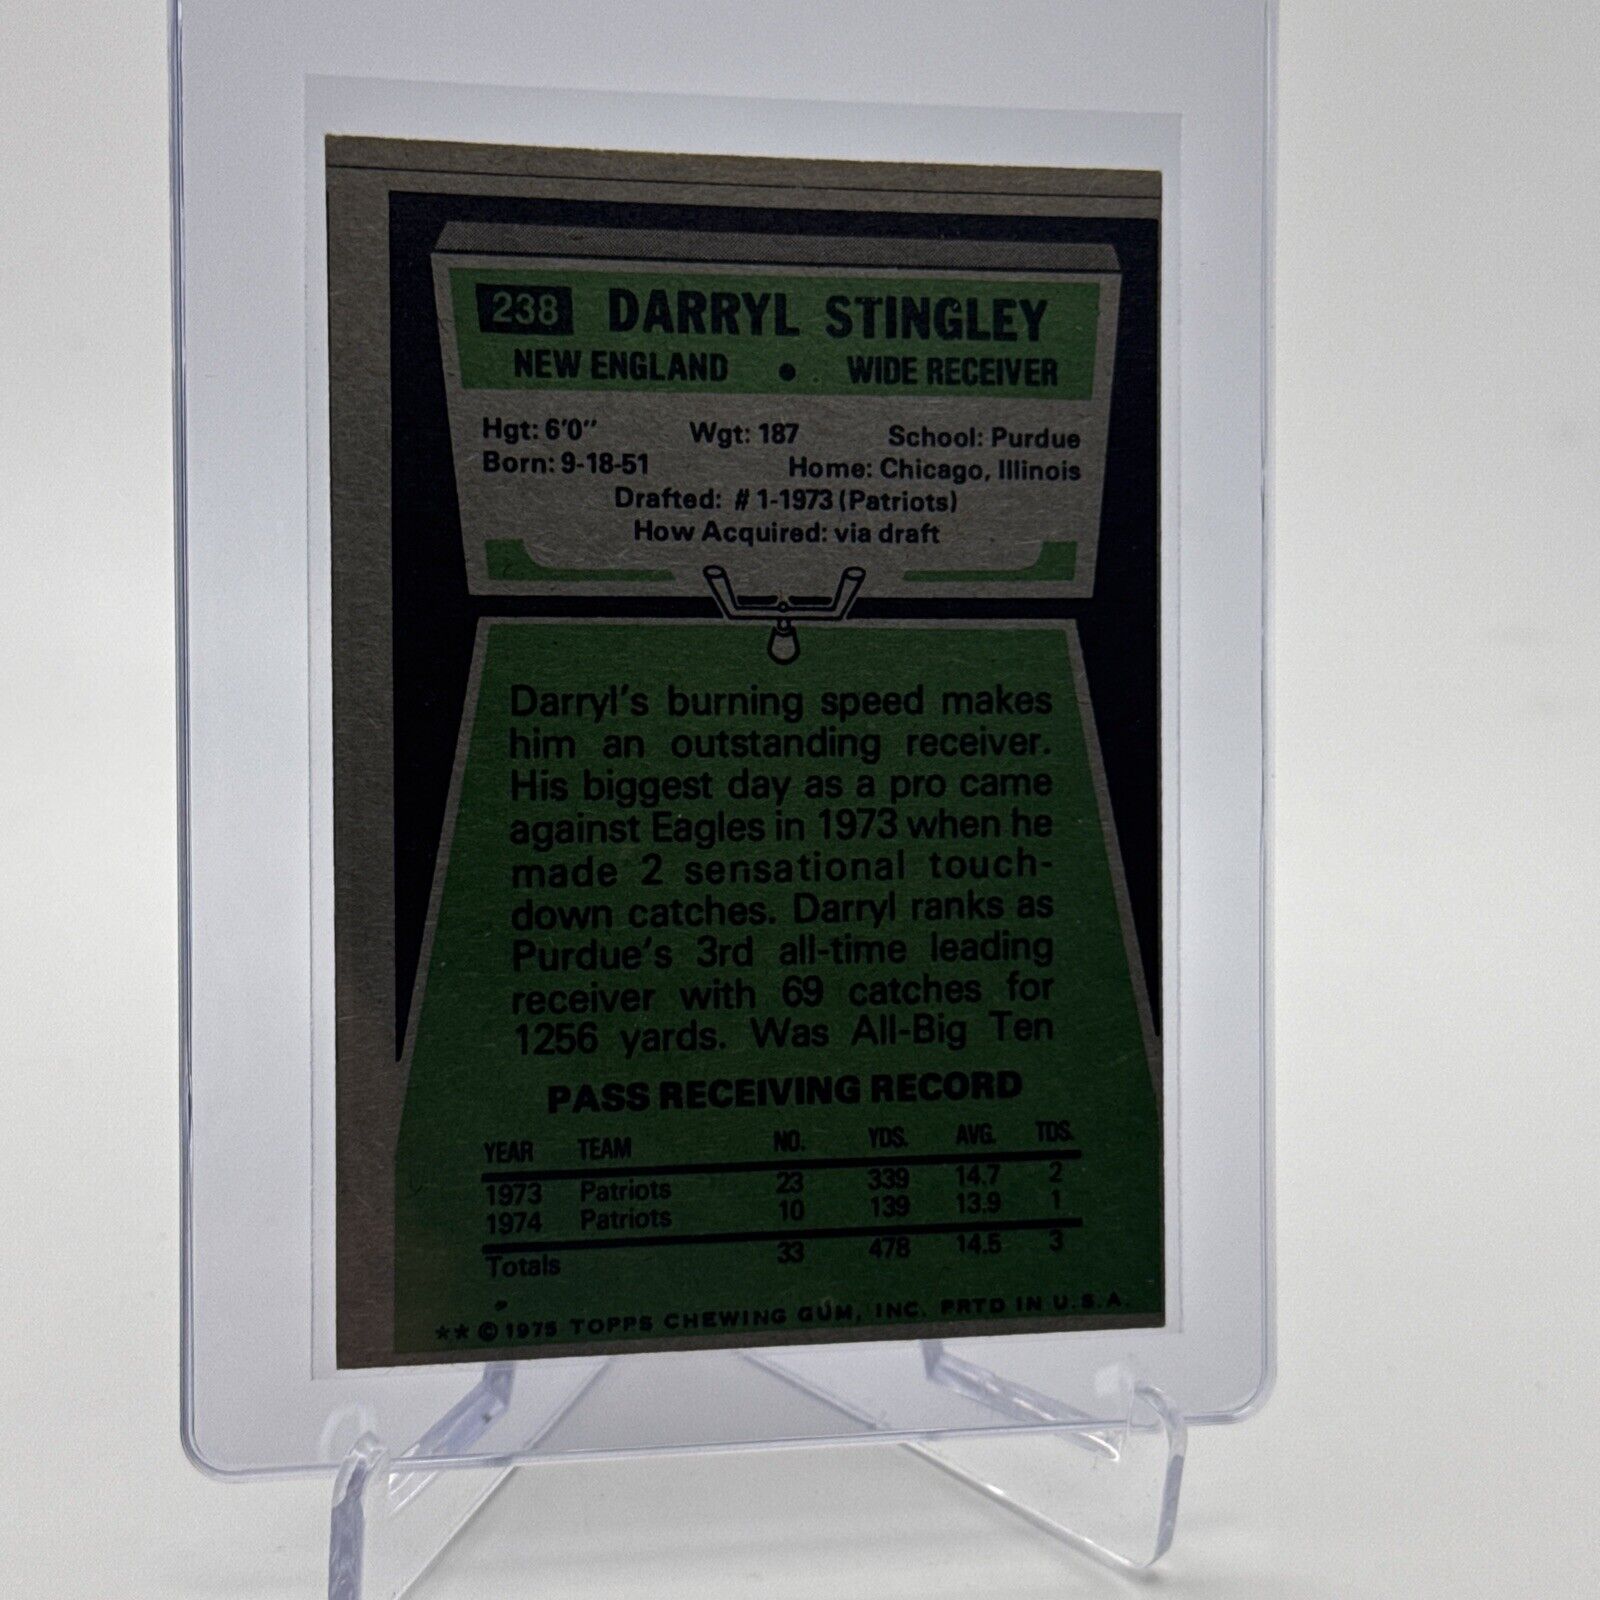 238 DARRYL STINGLEY
NEW ENGLAND • WIDE RECEIVER
Hgt: 6'0" Wgt: 187 School: Purdue
Born: 9-18-51 Home: Chicago, Illinois
Drafted: #1-1973 (Patriots)
How Acquired: via draft
Darryl's burning speed makes
him an outstanding receiver.
His biggest day as a pro came
against Eagles in 1973 when he
made 2 sensational touch-
down catches. Darryl ranks as
Purdue's 3rd all-time leading
receiver with 69 catches for
1256 yards. Was All-Big Ten
PASS RECEIVING RECORD
YEAR TEAM NO. YDS. AVG. TDS.
1973 Patriots 23 339 14.7 2
1974 Patriots 10 139 13.9 1
Totals 33 478 14.5 3
** © 1975 TOPPS CHEWING GUM, INC. PRTD IN U.S.A.